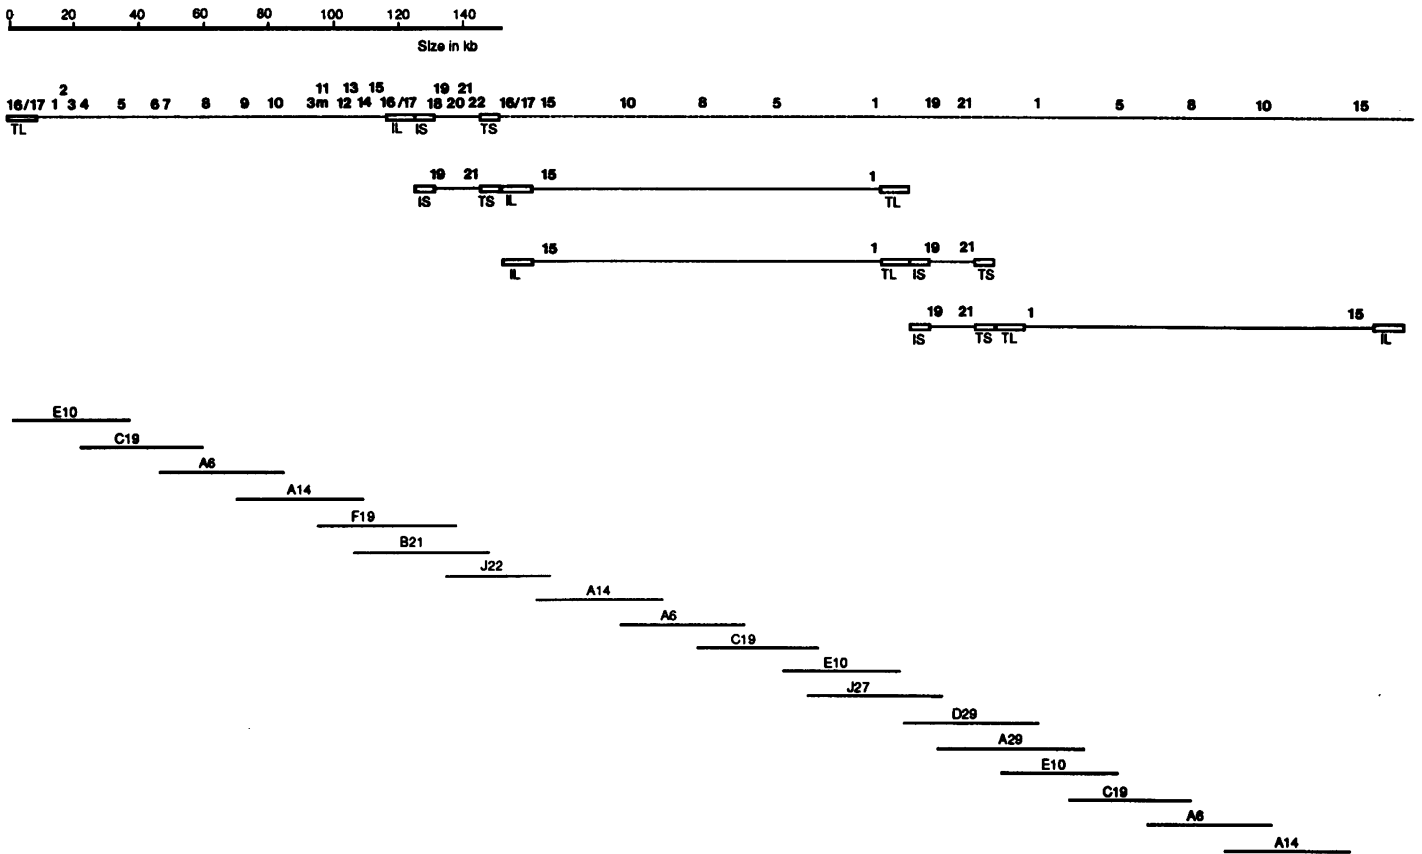 0 20 40 60 80 100 120 140
Size in kb
2 11 13 15 19 21
16/17 1 3 4 5 6 7 8 9 10 3m 12 14 16/17 18 20 22 16/17 15 10 8 5 1 19 21 1 5 8 10 15
TL IL IS TS
19 21 15 1
IS TS IL TL
15 1 19 21
IL TL IS TS
19 21 1 15
IS TS TL IL
E10
C19
A6
A14
F19
B21
J22
A14
A6
C19
E10
J27
D29
A29
E10
C19
A6
A14